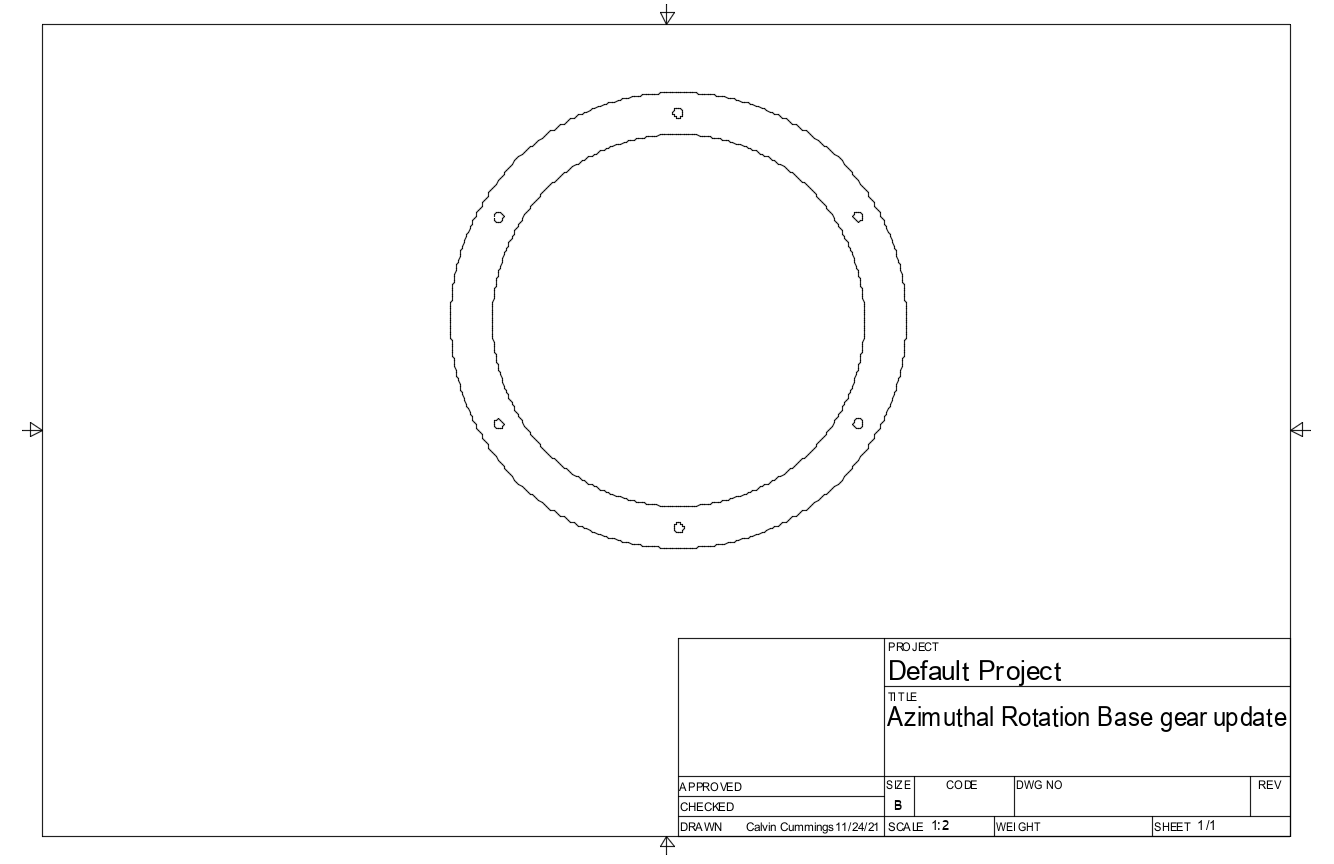 PROJECT
Default Project
TITLE
Azimuthal Rotation Base gear update
APPROVED
CHECKED
DRAWN Calvin Cummings 11/24/21
SIZE
B
CODE
DWG NO
REV
SCALE 1:2
WEIGHT
SHEET 1/1